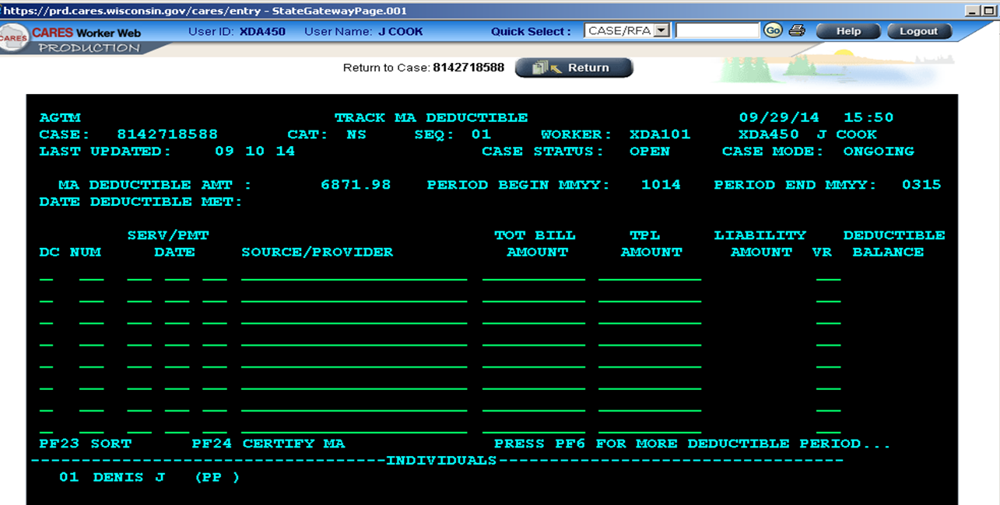 https://prd.cares.wisconsin.gov/cares/entry - StateGatewayPage.001
CARES CARES Worker Web User ID: XDA450 User Name: J COOK Quick Select : CASE/RFA Go Help Logout
PRODUCTION
Return to Case: 8142718588 Return
AGTM TRACK MA DEDUCTIBLE 09/29/14 15:50
CASE: 8142718588 CAT: NS SEQ: 01 WORKER: XDA101 XDA450 J COOK
LAST UPDATED: 09 10 14 CASE STATUS: OPEN CASE MODE: ONGOING
MA DEDUCTIBLE AMT : 6871.98 PERIOD BEGIN MMYY: 1014 PERIOD END MMYY: 0315
DATE DEDUCTIBLE MET:
SERV/PMT TOT BILL TPL LIABILITY DEDUCTIBLE
DC NUM DATE SOURCE/PROVIDER AMOUNT AMOUNT AMOUNT VR BALANCE
PF23 SORT PF24 CERTIFY MA PRESS PF6 FOR MORE DEDUCTIBLE PERIOD...
-----------------------------------INDIVIDUALS----------------------------------
01 DENIS J (PP )